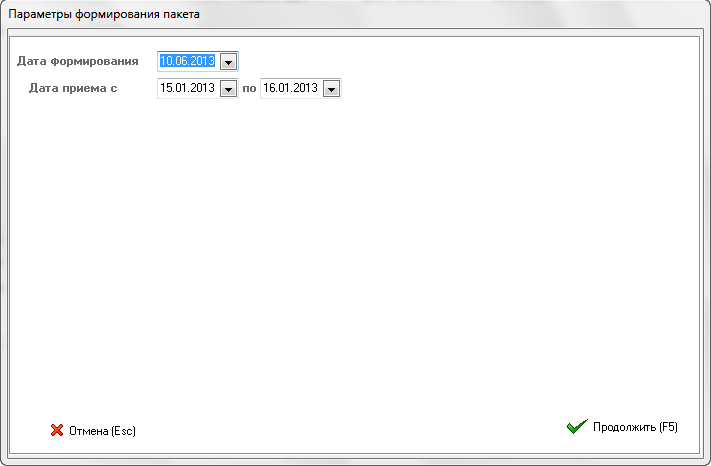 Параметры формирования пакета
Дата формирования 10.06.2013
Дата приема с 15.01.2013 по 16.01.2013
Отмена (Esc) Продолжить (F5)